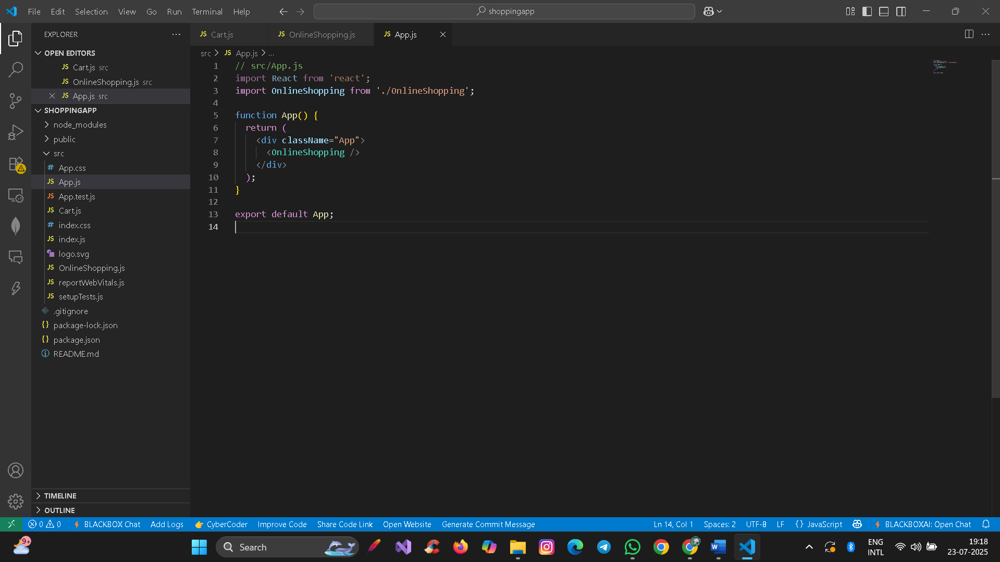 File Edit Selection View Go Run Terminal Help
shoppingapp
EXPLORER
OPEN EDITORS
JS Cart.js src
JS OnlineShopping.js src
JS App.js src
SHOPPINGAPP
node_modules
public
src
# App.css
JS App.js
JS App.test.js
JS Cart.js
# index.css
JS index.js
logo.svg
JS OnlineShopping.js
JS reportWebVitals.js
JS setupTests.js
.gitignore
{} package-lock.json
{} package.json
README.md
TIMELINE
OUTLINE
JS Cart.js JS OnlineShopping.js JS App.js
src > JS App.js > ...
1 // src/App.js
2 import React from 'react';
3 import OnlineShopping from './OnlineShopping';
4
5 function App() {
6 return (
7 <div className="App">
8 <OnlineShopping />
9 </div>
10 );
11 }
12
13 export default App;
14
0 0 BLACKBOX Chat Add Logs 👉 CyberCoder Improve Code Share Code Link Open Website Generate Commit Message Ln 14, Col 1 Spaces: 2 UTF-8 LF {} JavaScript BLACKBOXAI: Open Chat
9+ Search W ENG 19:18
INTL 23-07-2025